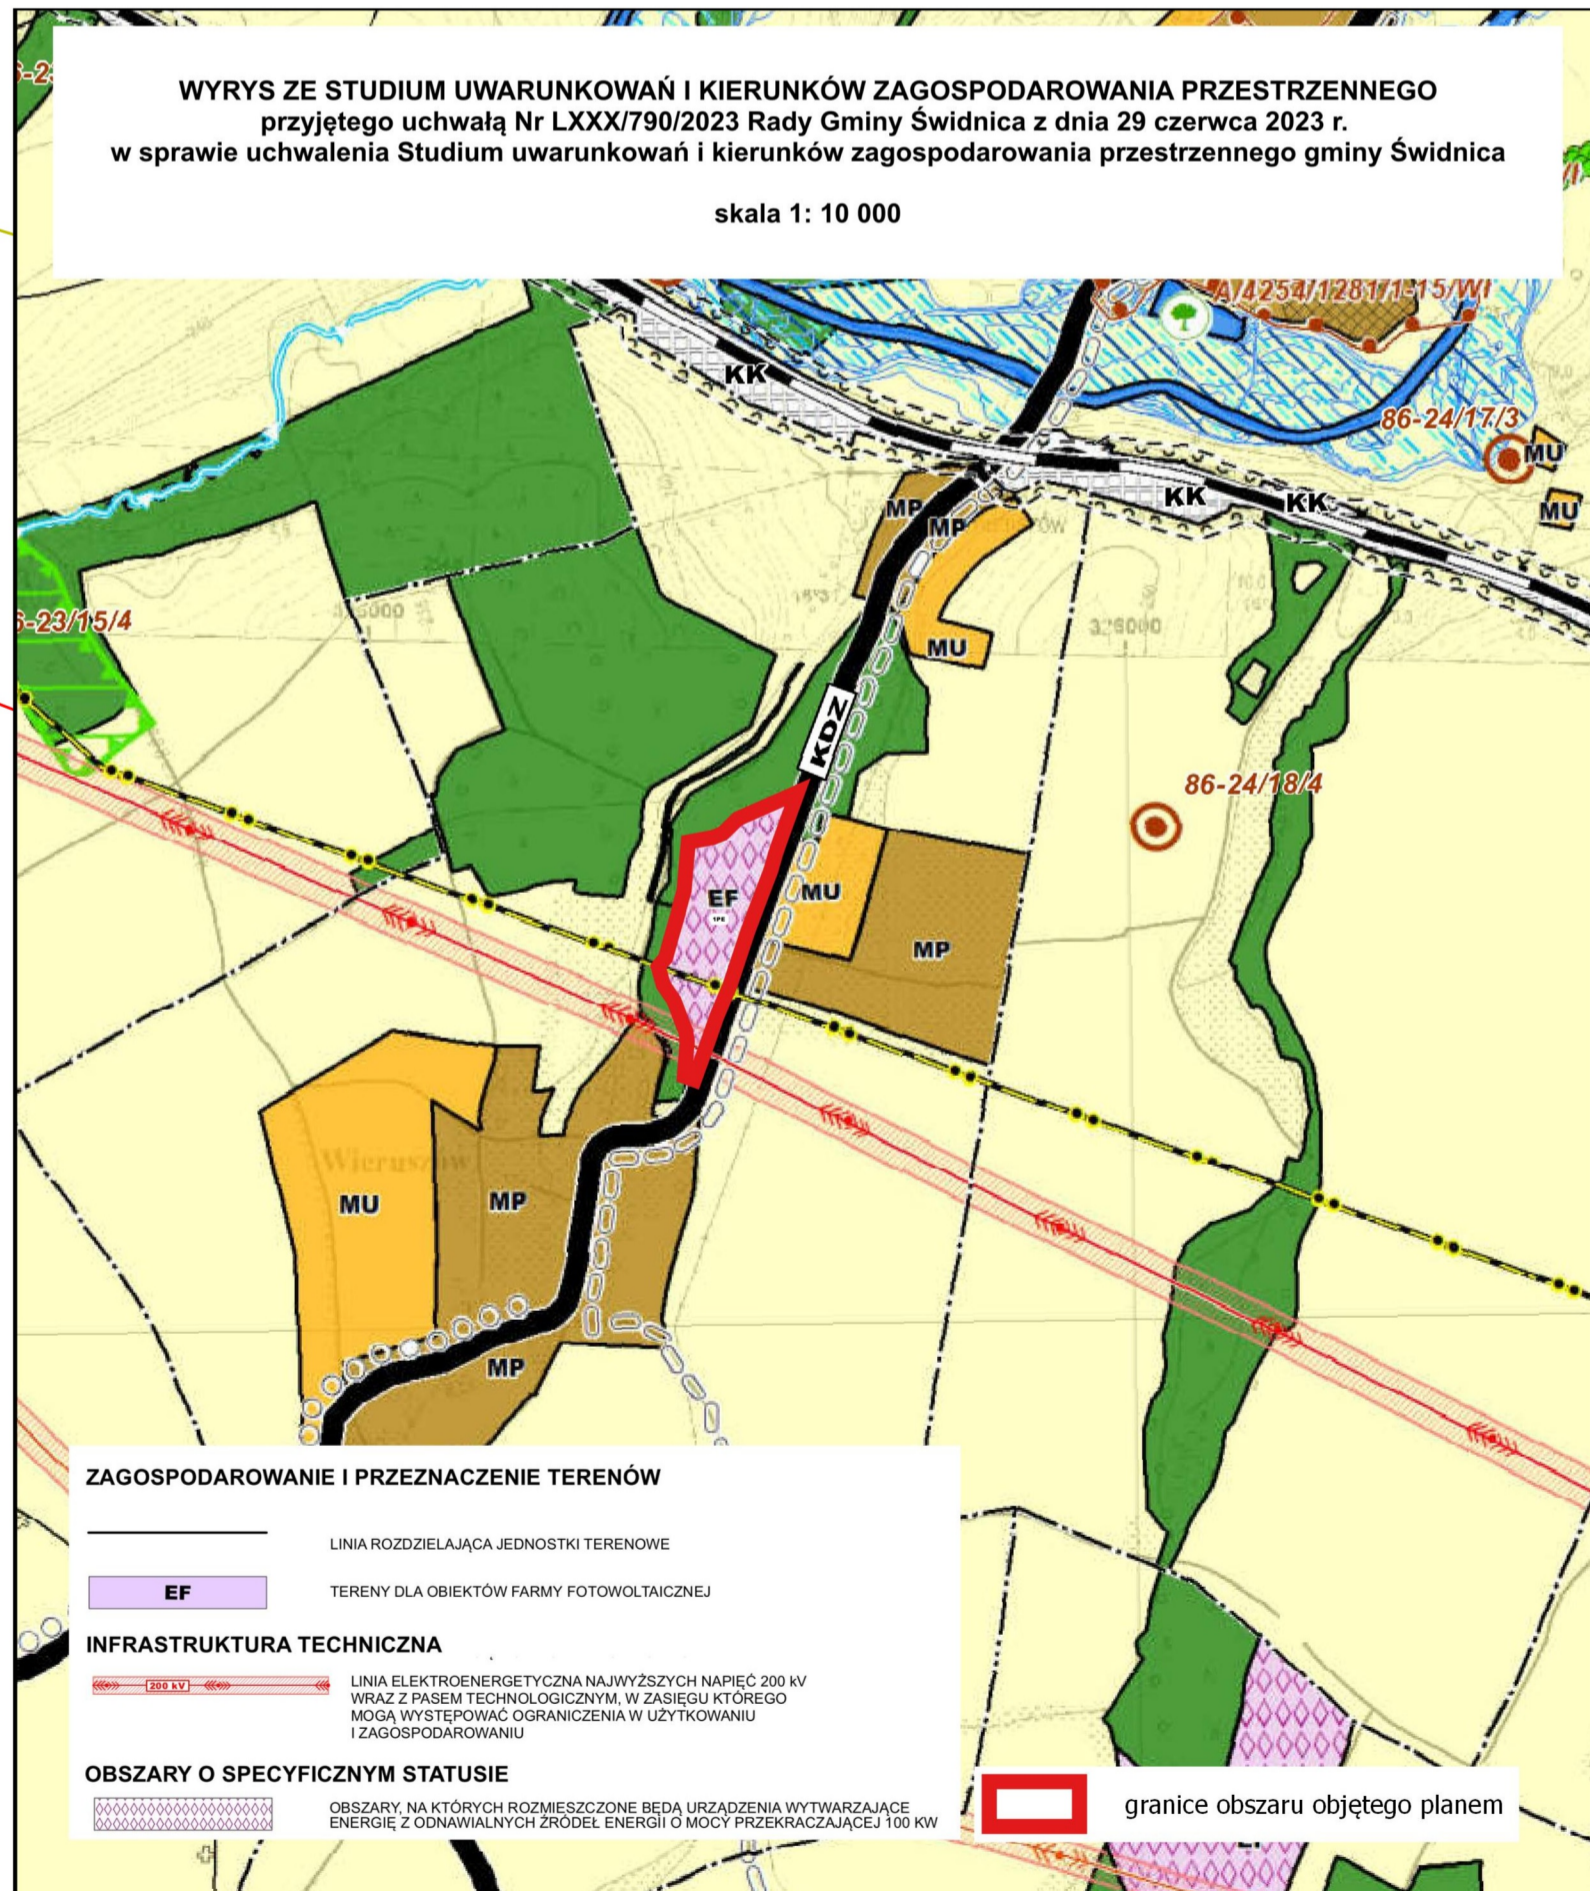 WYRYS ZE STUDIUM UWARUNKOWAŃ I KIERUNKÓW ZAGOSPODAROWANIA PRZESTRZENNEGO
przyjętego uchwałą Nr LXXX/790/2023 Rady Gminy Świdnica z dnia 29 czerwca 2023 r.
w sprawie uchwalenia Studium uwarunkowań i kierunków zagospodarowania przestrzennego gminy Świdnica
skala 1: 10 000
A/4254/1281/1-15/WI
KK
86-24/17/3
MU
MP
KK
KK
MU
MP
6-23/15/4
MU
326000
KDZ
86-24/18/4
EF
MU
MP
Wieruszów
MU
MP
MP
ZAGOSPODAROWANIE I PRZEZNACZENIE TERENÓW
LINIA ROZDZIELAJĄCA JEDNOSTKI TERENOWE
EF
TERENY DLA OBIEKTÓW FARMY FOTOWOLTAICZNEJ
INFRASTRUKTURA TECHNICZNA
200 kV
LINIA ELEKTROENERGETYCZNA NAJWYŻSZYCH NAPIĘĆ 200 kV
WRAZ Z PASEM TECHNOLOGICZNYM, W ZASIĘGU KTÓREGO
MOGĄ WYSTĘPOWAĆ OGRANICZENIA W UŻYTKOWANIU
I ZAGOSPODAROWANIU
OBSZARY O SPECYFICZNYM STATUSIE
OBSZARY, NA KTÓRYCH ROZMIESZCZONE BĘDĄ URZĄDZENIA WYTWARZAJĄCE
ENERGIĘ Z ODNAWIALNYCH ŹRÓDEŁ ENERGII O MOCY PRZEKRACZAJĄCEJ 100 KW
granice obszaru objętego planem